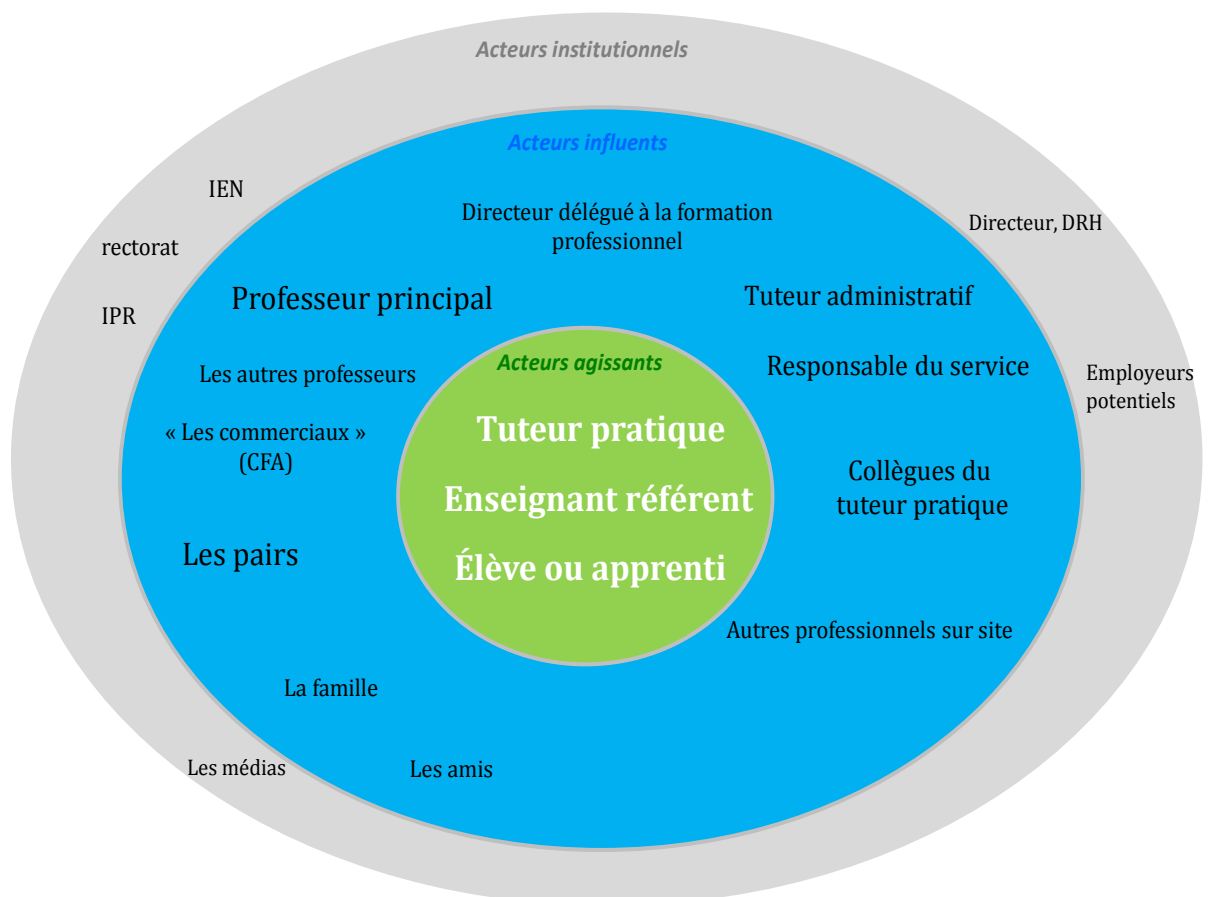 Acteurs institutionnels
Acteurs influents
IEN
Directeur délégué à la formation
professionnel
Directeur, DRH
rectorat
Professeur principal
Tuteur administratif
IPR
Acteurs agissants
Les autres professeurs
Responsable du service
Employeurs
potentiels
« Les commerciaux »
(CFA)
Tuteur pratique
Enseignant référent
Élève ou apprenti
Collègues du
tuteur pratique
Les pairs
Autres professionnels sur site
La famille
Les médias
Les amis